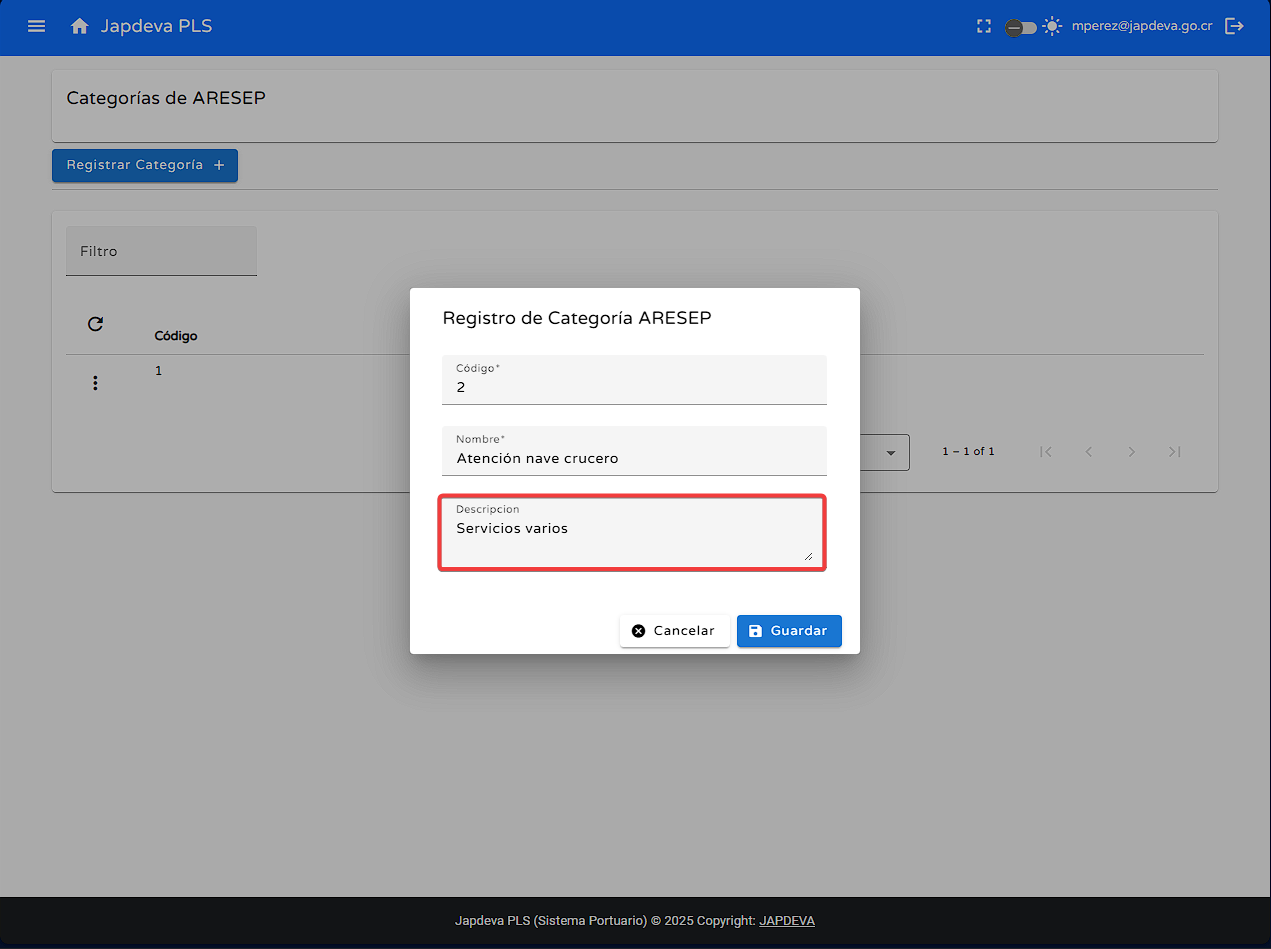 Japdeva PLS
mperez@japdeva.go.cr
Categorías de ARESEP
Registrar Categoría +
Filtro
Código
1
1 – 1 of 1
Registro de Categoría ARESEP
Código*
2
Nombre*
Atención nave crucero
Descripcion
Servicios varios
Cancelar
Guardar
Japdeva PLS (Sistema Portuario) © 2025 Copyright: JAPDEVA